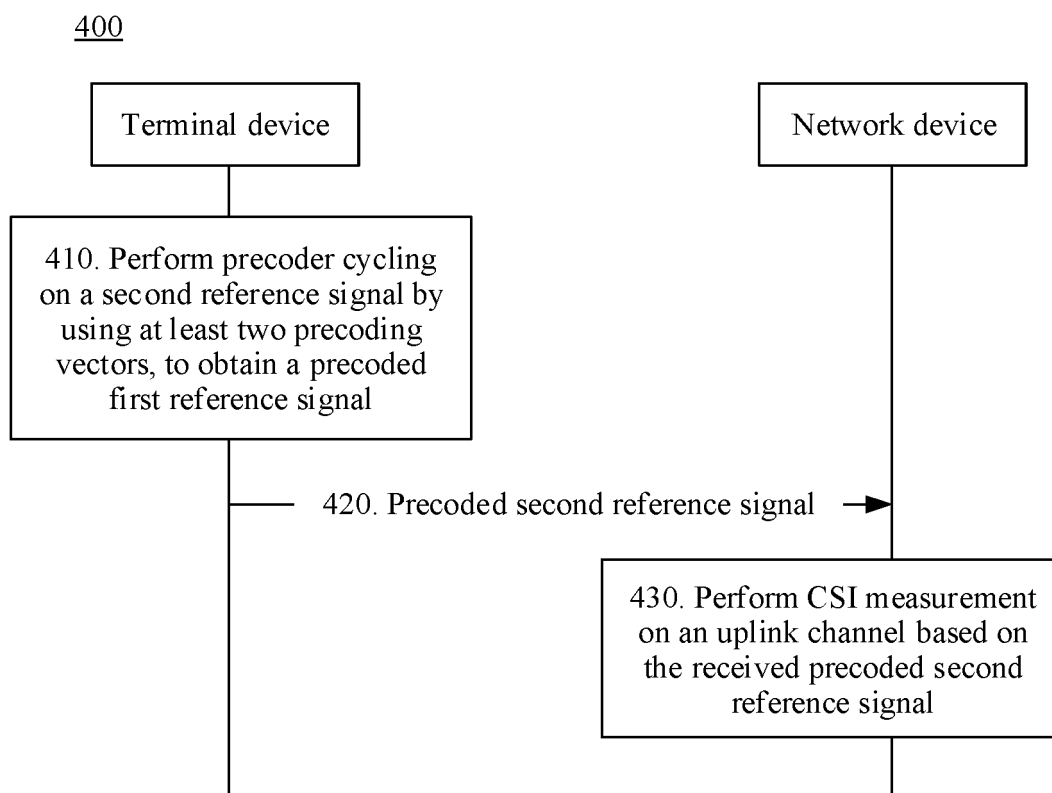 400
Terminal device
Network device
410. Perform precoder cycling
on a second reference signal by
using at least two precoding
vectors, to obtain a precoded
first reference signal
420. Precoded second reference signal
430. Perform CSI measurement
on an uplink channel based on
the received precoded second
reference signal